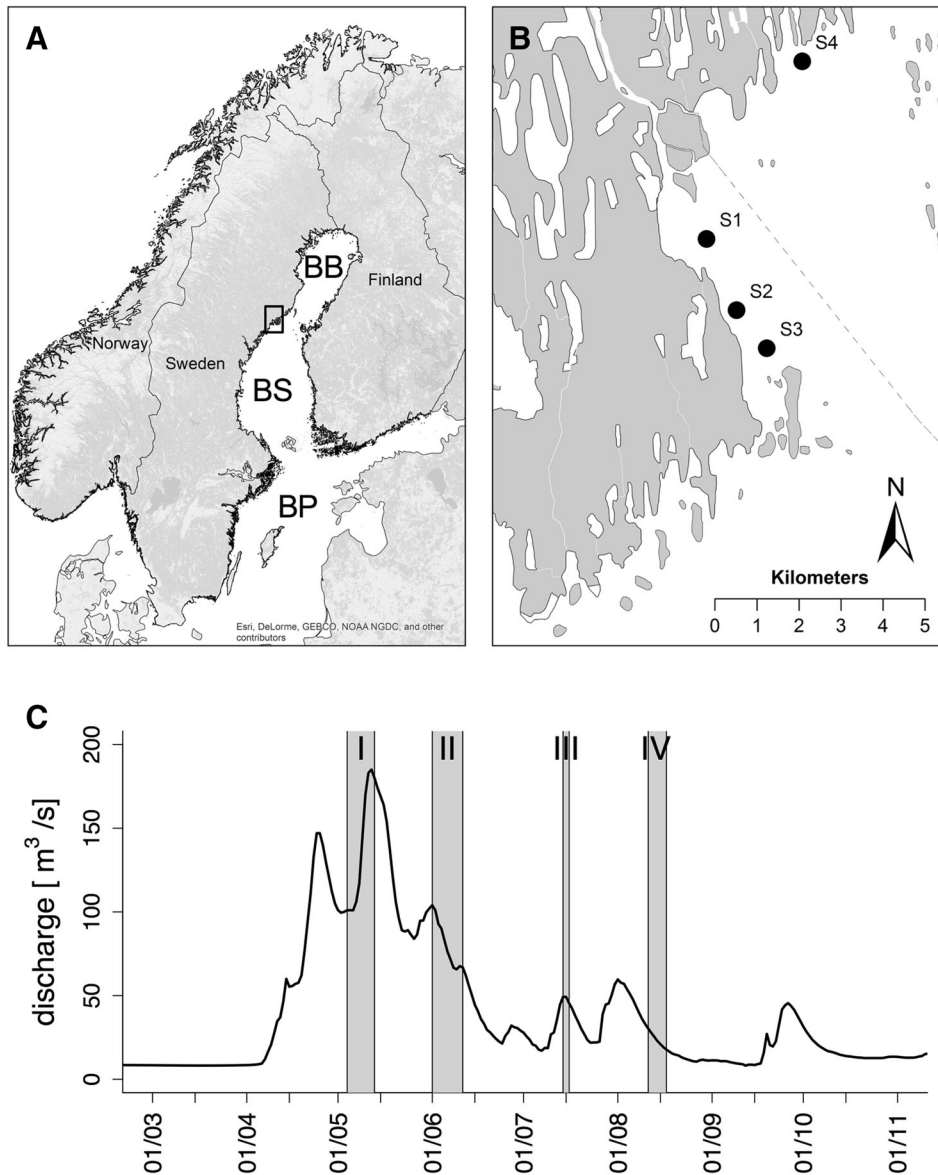 A
BB
Finland
Norway
Sweden
BS
BP
Esri, DeLorme, GEBCO, NOAA NGDC, and other
contributors
B
S4
S1
S2
S3
N
Kilometers
0 1 2 3 4 5
C
discharge [ m³ /s]
200
150
100
50
0
I II III IV
01/03 01/04 01/05 01/06 01/07 01/08 01/09 01/10 01/11